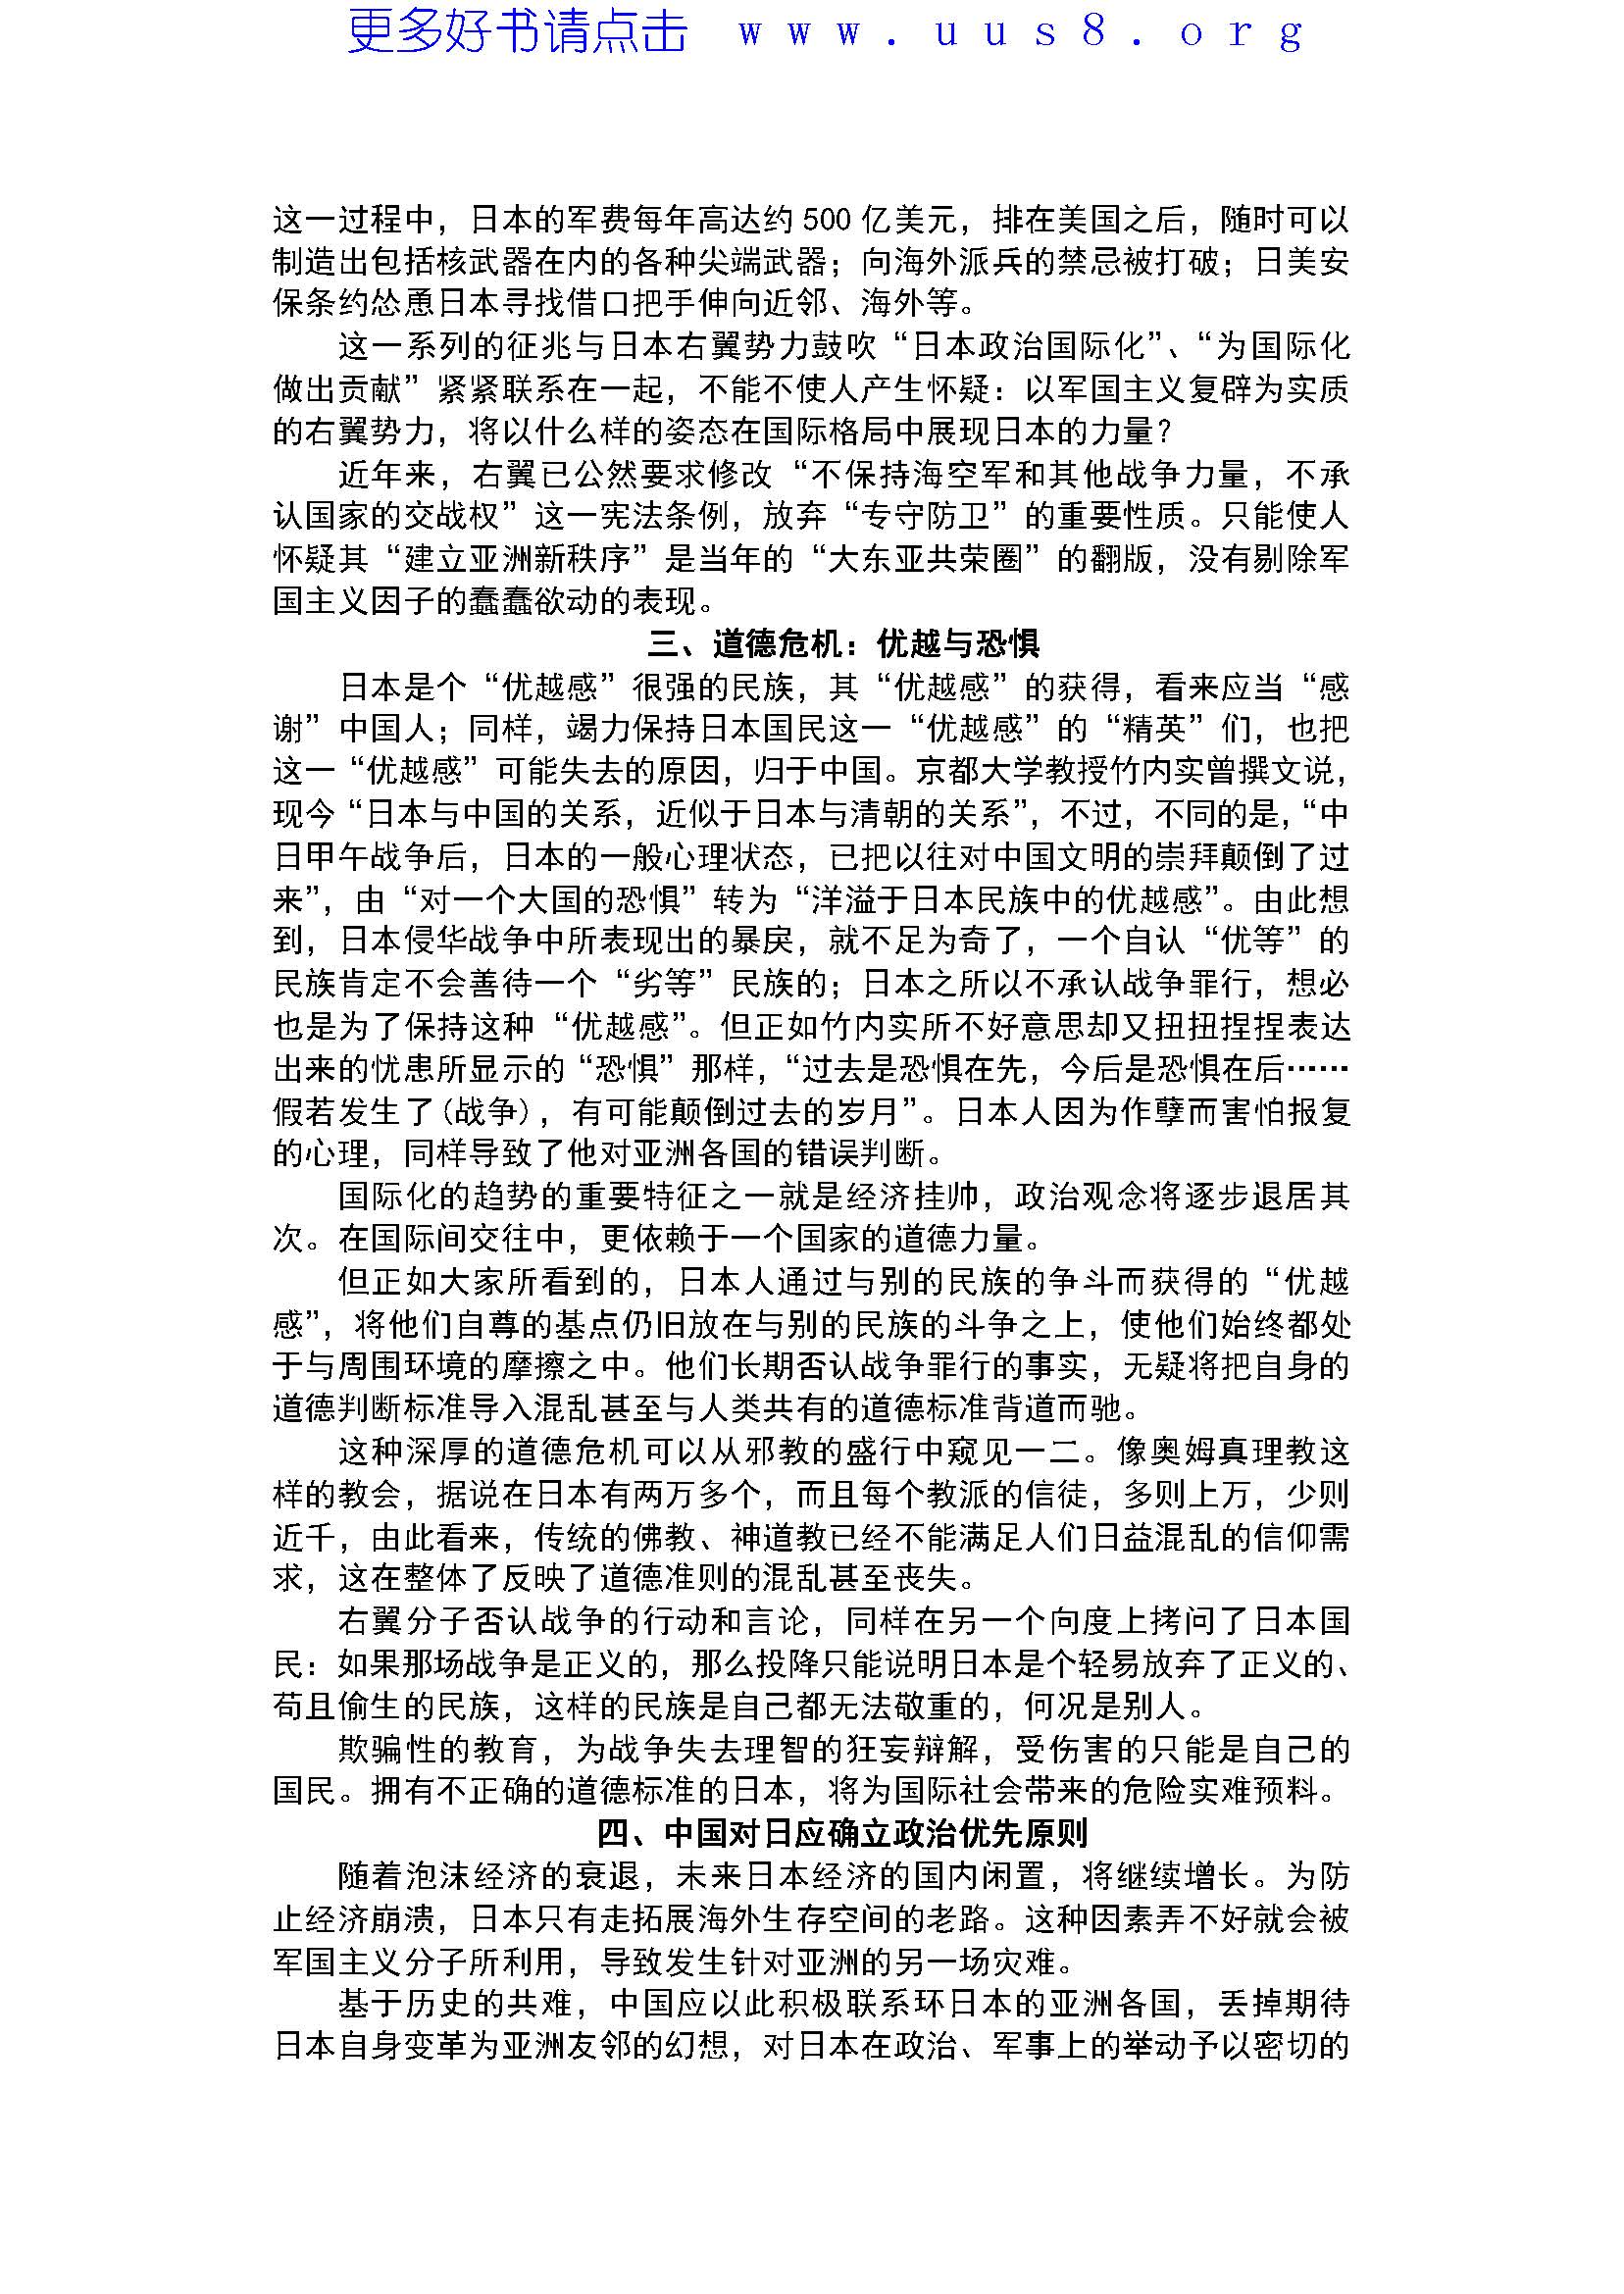 更多好书请点击 www.uus8.org
这一过程中，日本的军费每年高达约 500 亿美元，排在美国之后，随时可以
制造出包括核武器在内的各种尖端武器；向海外派兵的禁忌被打破；日美安
保条约怂恿日本寻找借口把手伸向近邻、海外等。
这一系列的征兆与日本右翼势力鼓吹“日本政治国际化”、“为国际化
做出贡献”紧紧联系在一起，不能不使人产生怀疑：以军国主义复辟为实质
的右翼势力，将以什么样的姿态在国际格局中展现日本的力量？
近年来，右翼已公然要求修改“不保持海空军和其他战争力量，不承
认国家的交战权”这一宪法条例，放弃“专守防卫”的重要性质。只能使人
怀疑其“建立亚洲新秩序”是当年的“大东亚共荣圈”的翻版，没有剔除军
国主义因子的蠢蠢欲动的表现。
三、道德危机：优越与恐惧
日本是个“优越感”很强的民族，其“优越感”的获得，看来应当“感
谢”中国人；同样，竭力保持日本国民这一“优越感”的“精英”们，也把
这一“优越感”可能失去的原因，归于中国。京都大学教授竹内实曾撰文说，
现今“日本与中国的关系，近似于日本与清朝的关系”，不过，不同的是，“中
日甲午战争后，日本的一般心理状态，已把以往对中国文明的崇拜颠倒了过
来”，由“对一个大国的恐惧”转为“洋溢于日本民族中的优越感”。由此想
到，日本侵华战争中所表现出的暴戾，就不足为奇了，一个自认“优等”的
民族肯定不会善待一个“劣等”民族的；日本之所以不承认战争罪行，想必
也是为了保持这种“优越感”。但正如竹内实所不好意思却又扭扭捏捏表达
出来的忧患所显示的“恐惧”那样，“过去是恐惧在先，今后是恐惧在后……
假若发生了(战争)，有可能颠倒过去的岁月”。日本人因为作孽而害怕报复
的心理，同样导致了他对亚洲各国的错误判断。
国际化的趋势的重要特征之一就是经济挂帅，政治观念将逐步退居其
次。在国际间交往中，更依赖于一个国家的道德力量。
但正如大家所看到的，日本人通过与别的民族的争斗而获得的“优越
感”，将他们自尊的基点仍旧放在与别的民族的斗争之上，使他们始终都处
于与周围环境的摩擦之中。他们长期否认战争罪行的事实，无疑将把自身的
道德判断标准导入混乱甚至与人类共有的道德标准背道而驰。
这种深厚的道德危机可以从邪教的盛行中窥见一二。像奥姆真理教这
样的教会，据说在日本有两万多个，而且每个教派的信徒，多则上万，少则
近千，由此看来，传统的佛教、神道教已经不能满足人们日益混乱的信仰需
求，这在整体了反映了道德准则的混乱甚至丧失。
右翼分子否认战争的行动和言论，同样在另一个向度上拷问了日本国
民：如果那场战争是正义的，那么投降只能说明日本是个轻易放弃了正义的、
苟且偷生的民族，这样的民族是自己都无法敬重的，何况是别人。
欺骗性的教育，为战争失去理智的狂妄辩解，受伤害的只能是自己的
国民。拥有不正确的道德标准的日本，将为国际社会带来的危险实难预料。
四、中国对日应确立政治优先原则
随着泡沫经济的衰退，未来日本经济的国内闲置，将继续增长。为防
止经济崩溃，日本只有走拓展海外生存空间的老路。这种因素弄不好就会被
军国主义分子所利用，导致发生针对亚洲的另一场灾难。
基于历史的共难，中国应以此积极联系环日本的亚洲各国，丢掉期待
日本自身变革为亚洲友邻的幻想，对日本在政治、军事上的举动予以密切的